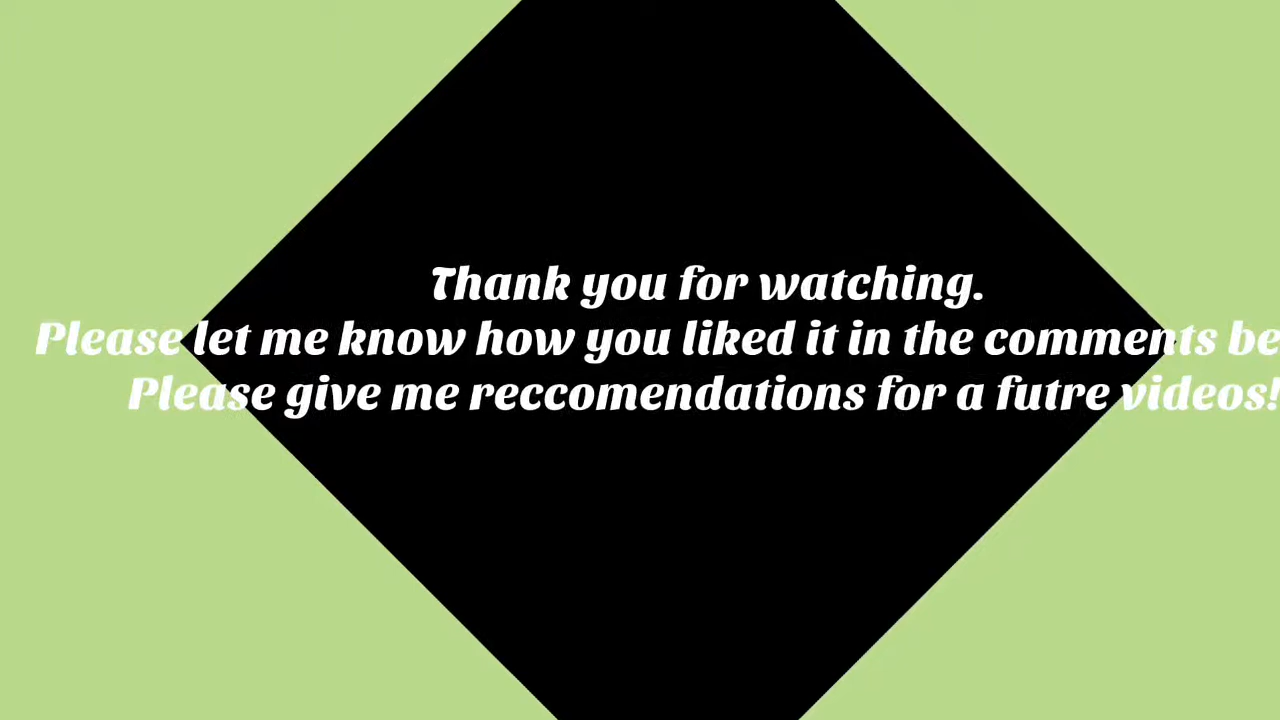 Thank you for watching.
Please let me know how you liked it in the comments be
Please give me reccomendations for a futre videos!